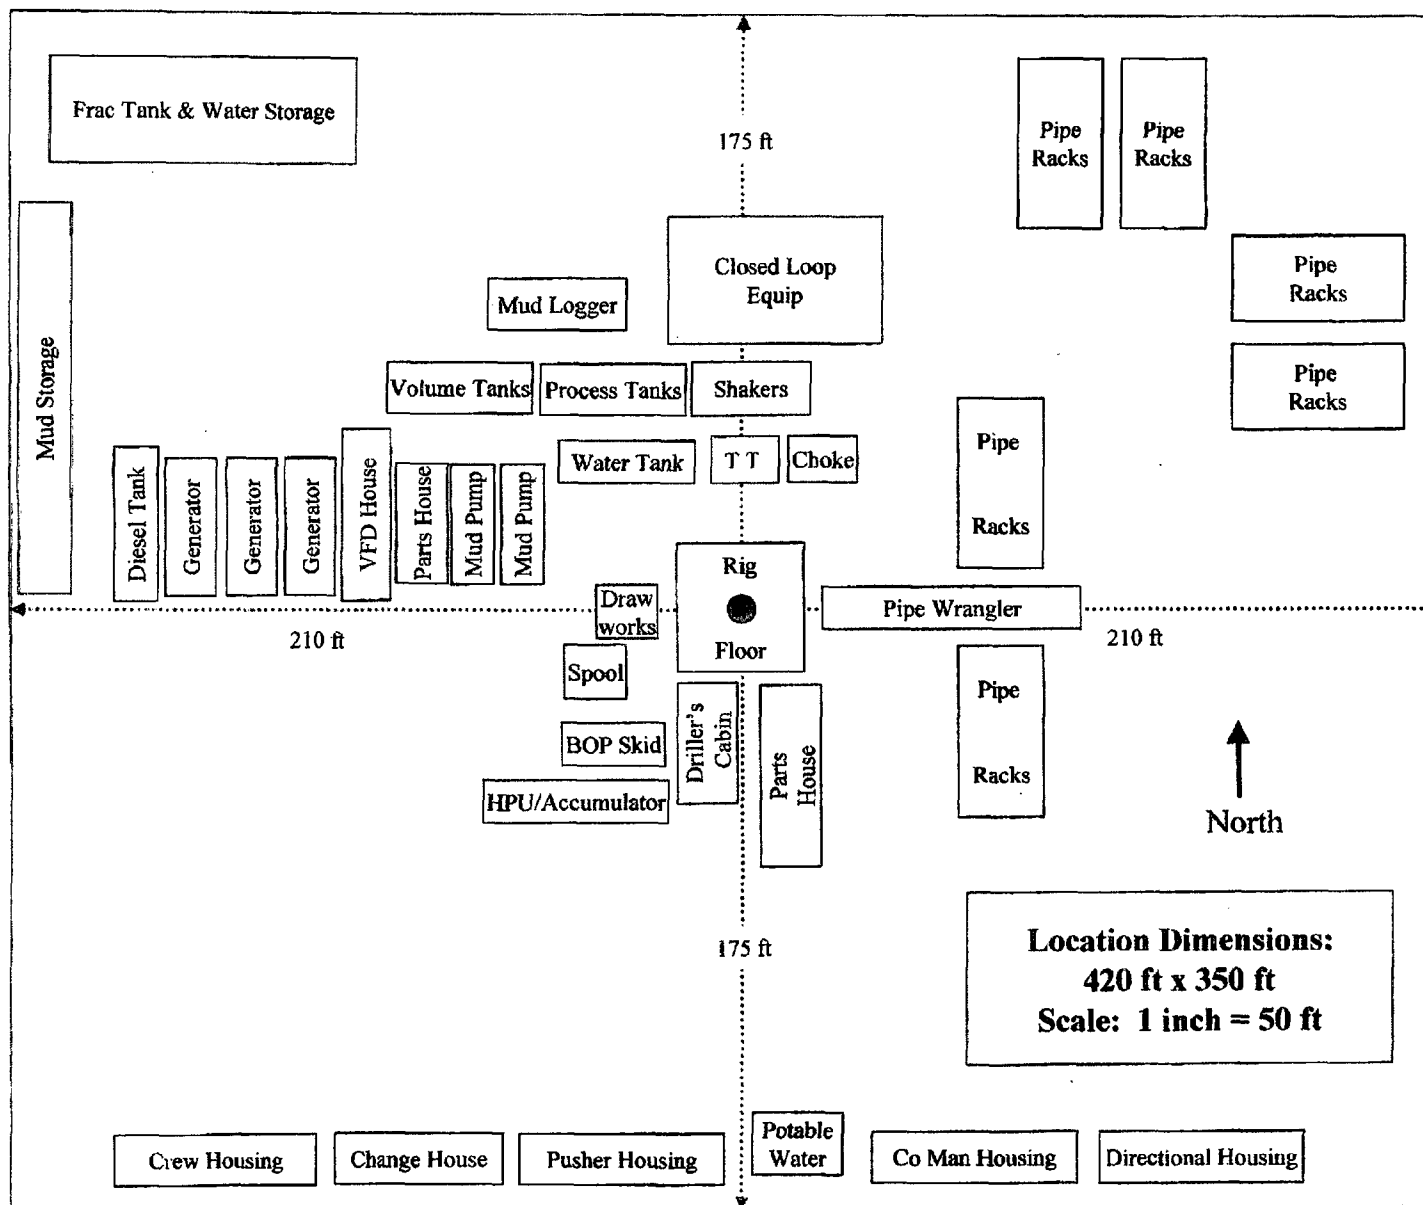 Frac Tank & Water Storage
175 ft
Pipe
Racks
Pipe
Racks
Closed Loop
Equip
Pipe
Racks
Mud Logger
Mud Storage
Volume Tanks
Process Tanks
Shakers
Pipe
Racks
Diesel Tank
Generator
Generator
Generator
VFD House
Parts House
Mud Pump
Mud Pump
Water Tank
T T
Choke
Pipe
Racks
Rig
Floor
Draw
works
Pipe Wrangler
210 ft
210 ft
Spool
BOP Skid
HPU/Accumulator
Driller's
Cabin
Parts
House
Pipe
Racks
North
175 ft
Location Dimensions:
420 ft x 350 ft
Scale: 1 inch = 50 ft
Crew Housing
Change House
Pusher Housing
Potable
Water
Co Man Housing
Directional Housing